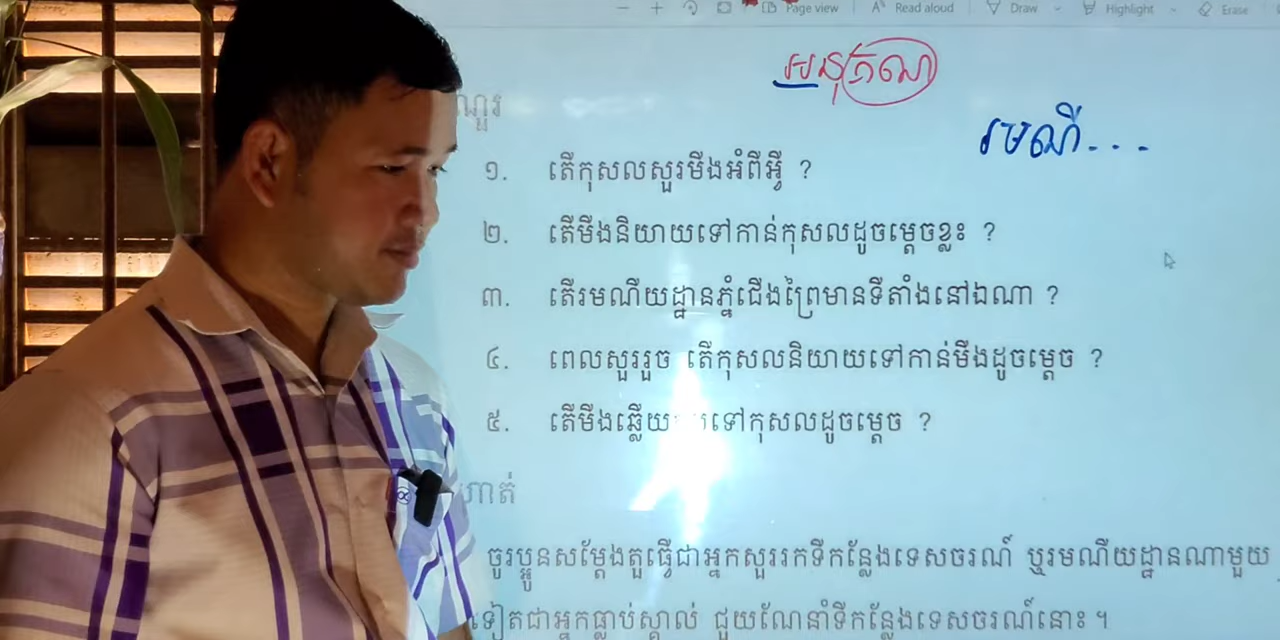 Page view Read aloud Draw Highlight Erase
អនុគណ
រមណី...
ណួរ
១. តើកុសលសួរមីងអំពីអ្វី ?
២. តើមីងនិយាយទៅកាន់កុសលដូចម្ដេចខ្លះ ?
៣. តើរមណីយដ្ឋានភ្នំជើងព្រៃមានទីតាំងនៅឯណា ?
៤. ពេលសួររួច តើកុសលនិយាយទៅកាន់មីងដូចម្ដេច ?
៥. តើមីងឆ្លើយ ទៅកុសលដូចម្ដេច ?
ហាត់
ចូរប្អូនសម្ដែងតួធ្វើជាអ្នកសួររកទីកន្លែងទេសចរណ៍ ឬរមណីយដ្ឋានណាមួយ
ទៀតជាអ្នកធ្លាប់ស្គាល់ ជួយណែនាំទីកន្លែងទេសចរណ៍នោះ ។